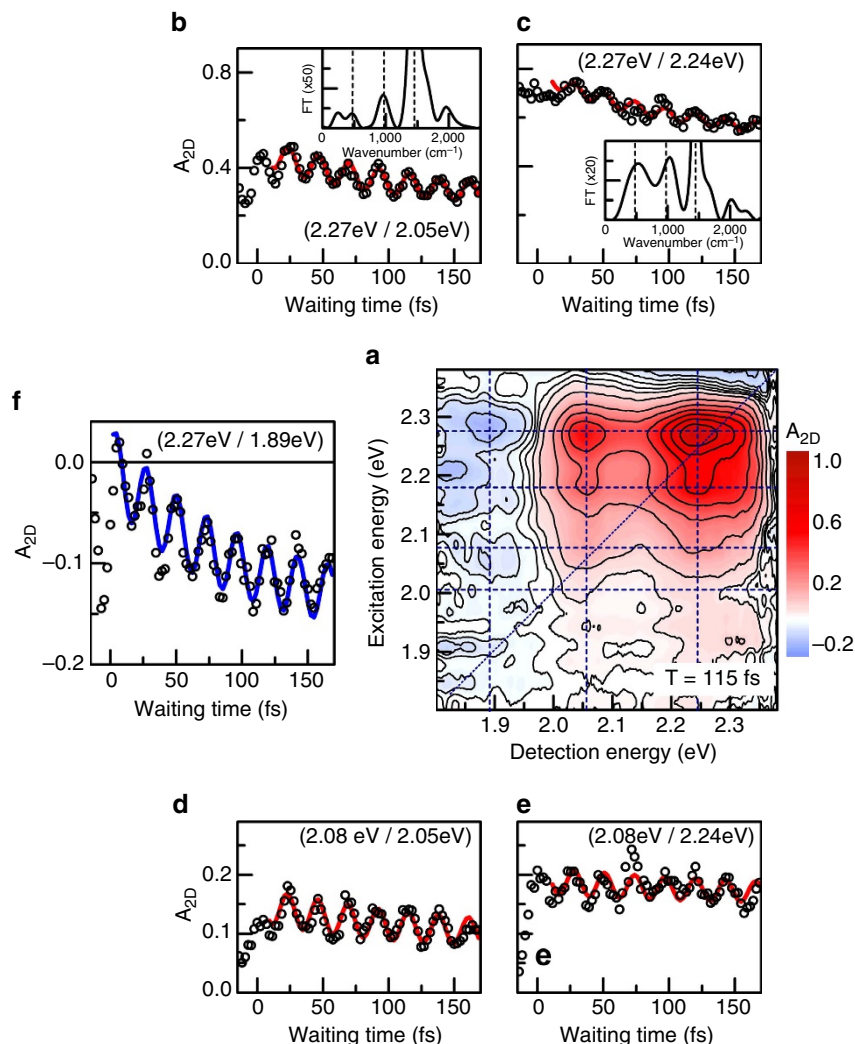 b
c
0.8
0.4
0.0
A2D
(2.27eV / 2.05eV)
FT (x50)
0 1,000 2,000
Wavenumber (cm⁻¹)
0 50 100 150
Waiting time (fs)
(2.27eV / 2.24eV)
FT (x20)
0 1,000 2,000
Wavenumber (cm⁻¹)
0 50 100 150
Waiting time (fs)
f
(2.27eV / 1.89eV)
0.0
−0.1
−0.2
A2D
0 50 100 150
Waiting time (fs)
a
2.3
2.2
2.1
2.0
1.9
Excitation energy (eV)
T = 115 fs
1.9 2.0 2.1 2.2 2.3
Detection energy (eV)
A2D
1.0
0.6
0.2
−0.2
d
(2.08 eV / 2.05eV)
0.2
0.1
0.0
A2D
0 50 100 150
Waiting time (fs)
e
(2.08eV / 2.24eV)
e
0 50 100 150
Waiting time (fs)